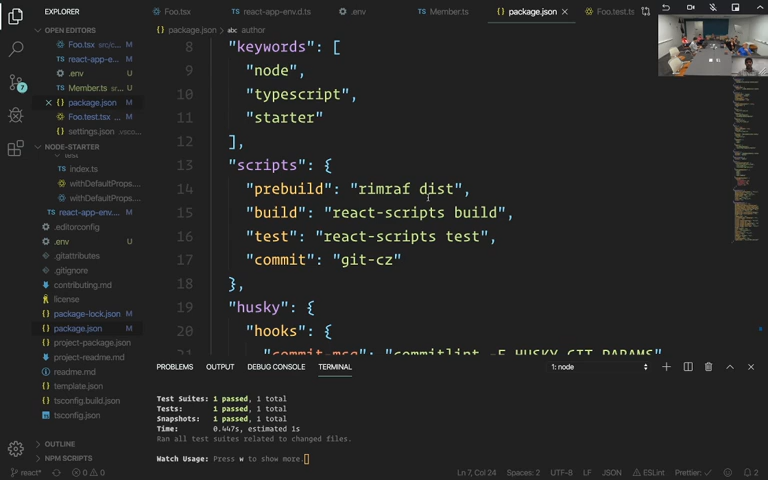 EXPLORER
Foo.tsx
react-app-env.d.ts
.env
Member.ts
package.json
Foo.test.ts
OPEN EDITORS
package.json > abc author
Foo.tsx src/c... M
react-app-e... M
.env U
Member.ts sr... U
package.json M
Foo.test.tsx ... M
settings.json .vsco...
NODE-STARTER
index.ts
withDefaultProps....
withDefaultProps....
react-app-env... M
.editorconfig
.env U
.gitattributes
.gitignore
contributing.md
license
package-lock.json M
package.json M
project-package.json
project-readme.md
readme.md
template.json
tsconfig.build.json
tsconfig.json
OUTLINE
NPM SCRIPTS
7
8 "keywords": [
9 "node",
10 "typescript",
11 "starter"
12 ],
13 "scripts": {
14 "prebuild": "rimraf dist",
15 "build": "react-scripts build",
16 "test": "react-scripts test",
17 "commit": "git-cz"
18 },
19 "husky": {
20 "hooks": {
21 "commit-msg": "commitlint -E HUSKY_GIT_PARAMS"
PROBLEMS OUTPUT DEBUG CONSOLE TERMINAL 1: node
Test Suites: 1 passed, 1 total
Tests: 1 passed, 1 total
Snapshots: 1 passed, 1 total
Time: 0.447s, estimated 1s
Ran all test suites related to changed files.
Watch Usage: Press w to show more.
react* 0 0 Ln 7, Col 24 Spaces: 2 UTF-8 LF JSON ESLint Prettier: ✓ 2